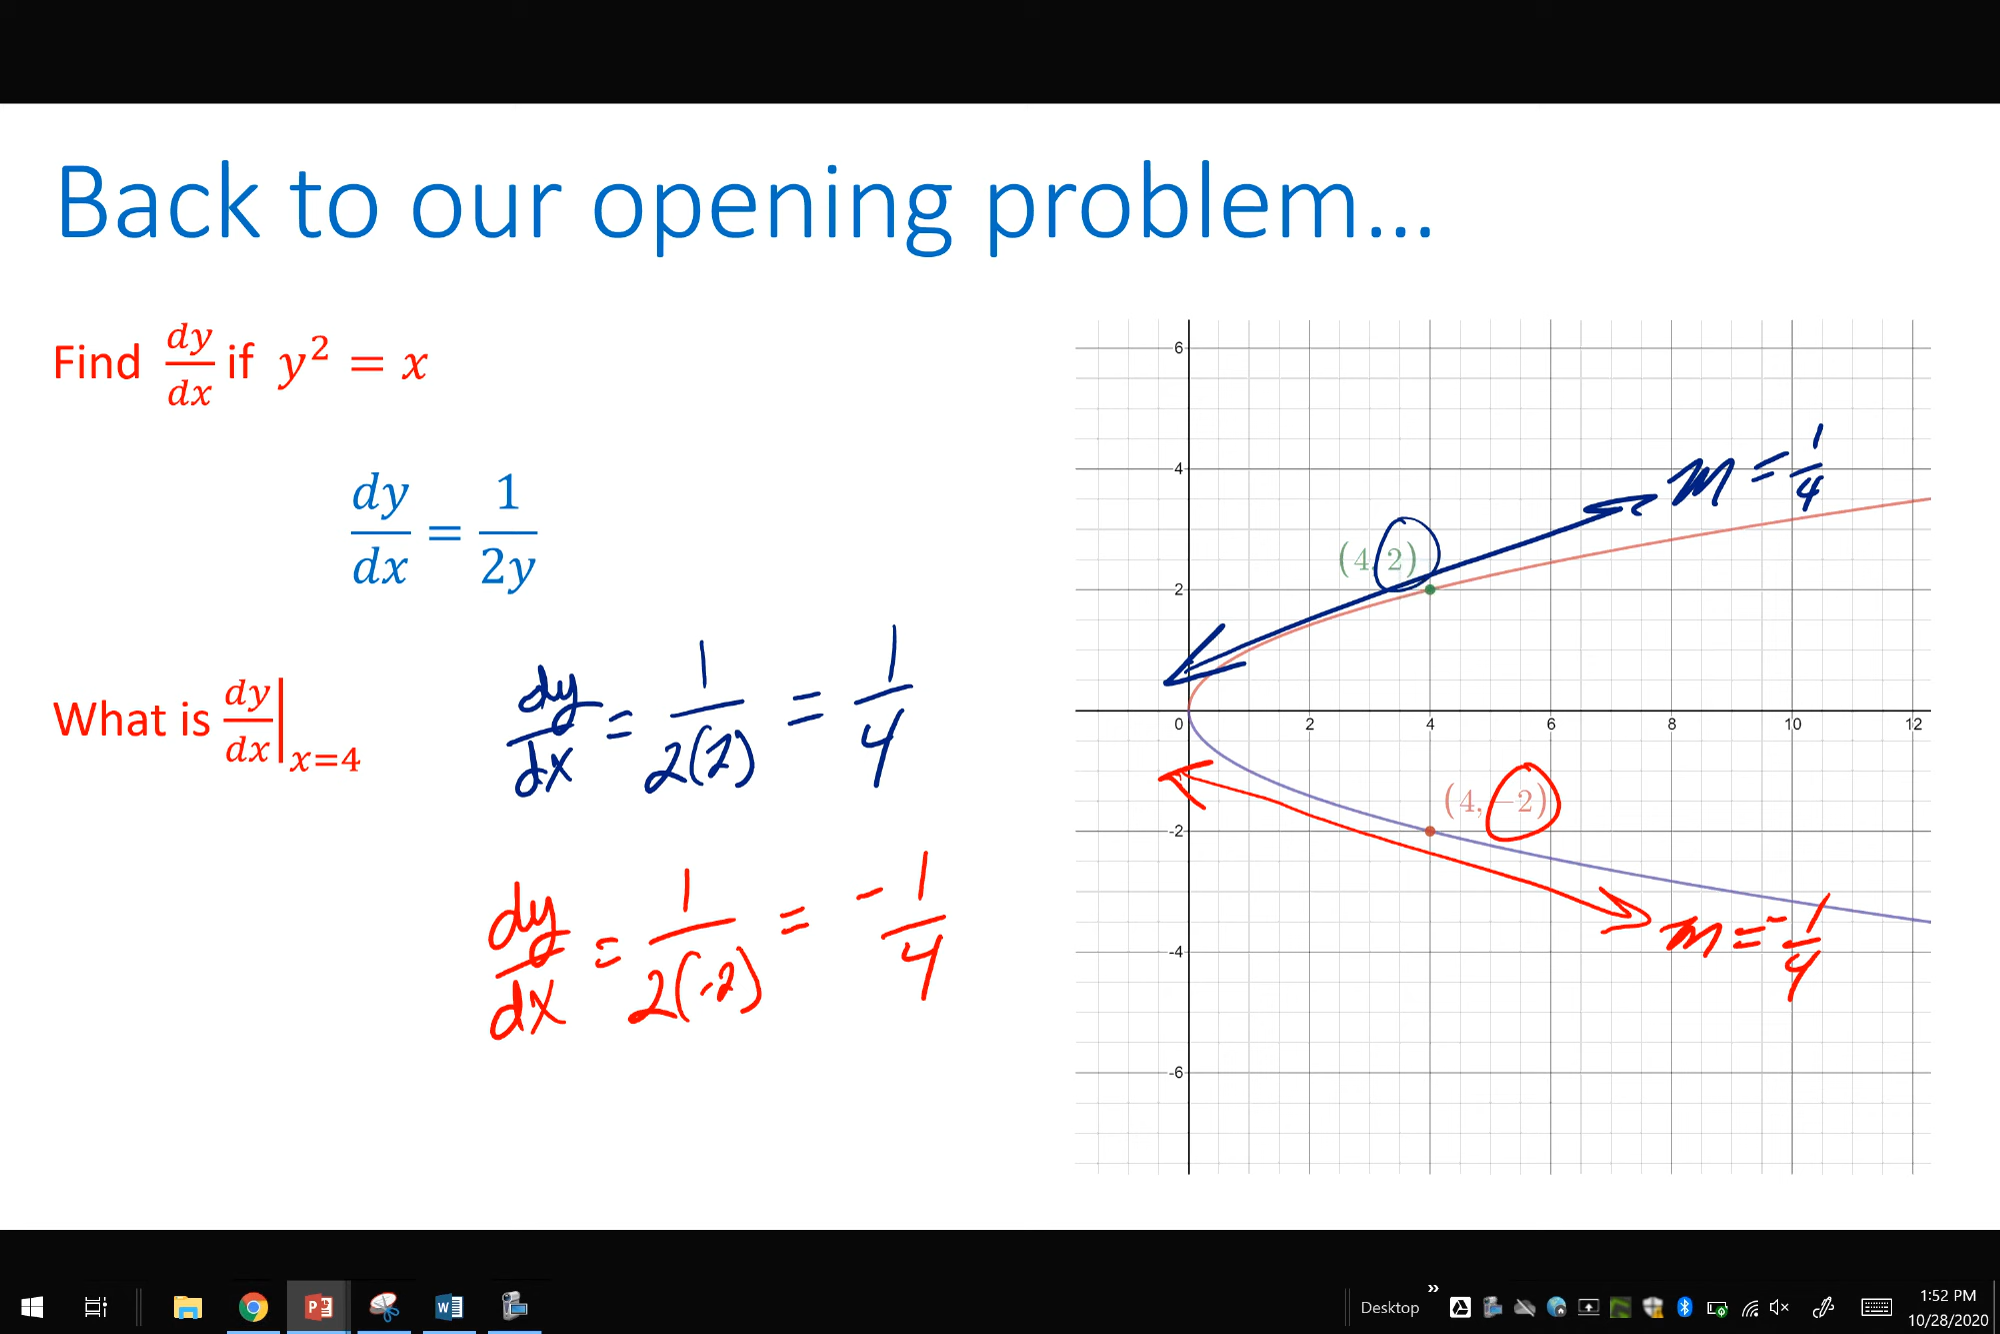 Back to our opening problem...
Find dy/dx if y² = x
dy/dx = 1/2y
What is dy/dx|x=4
dy/dx = 1/2(2) = 1/4
dy/dx = 1/2(-2) = -1/4
6
4
2
0 2 4 6 8 10 12
-2
-4
-6
(4, 2)
m = 1/4
(4, -2)
m = -1/4
Desktop
1:52 PM
10/28/2020